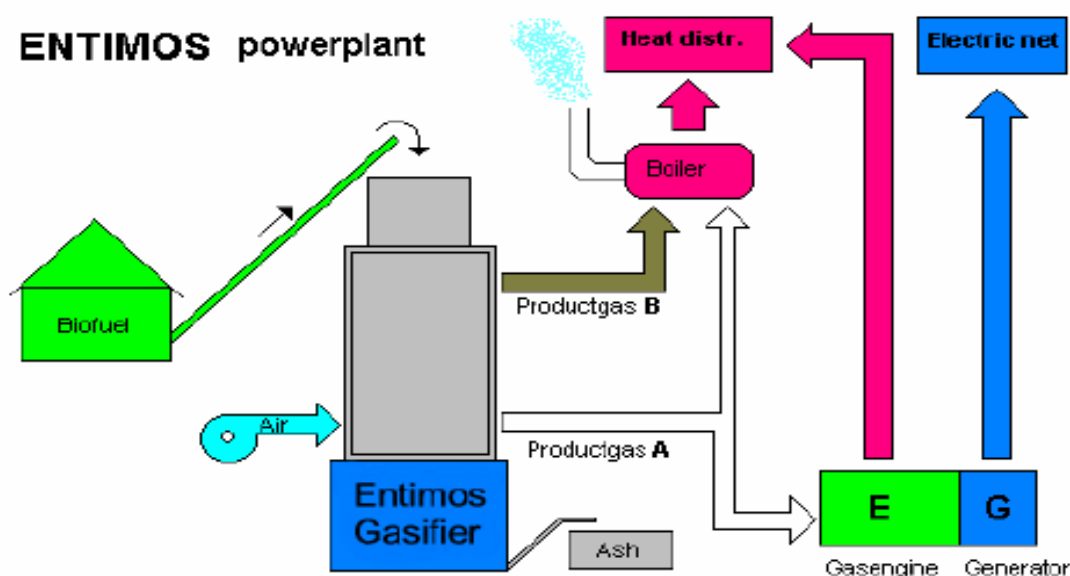 ENTIMOS powerplant
Heat distr.
Electric net
Boiler
Biofuel
Productgas B
Air
Productgas A
Entimos
Gasifier
Ash
E
G
Gasengine
Generator